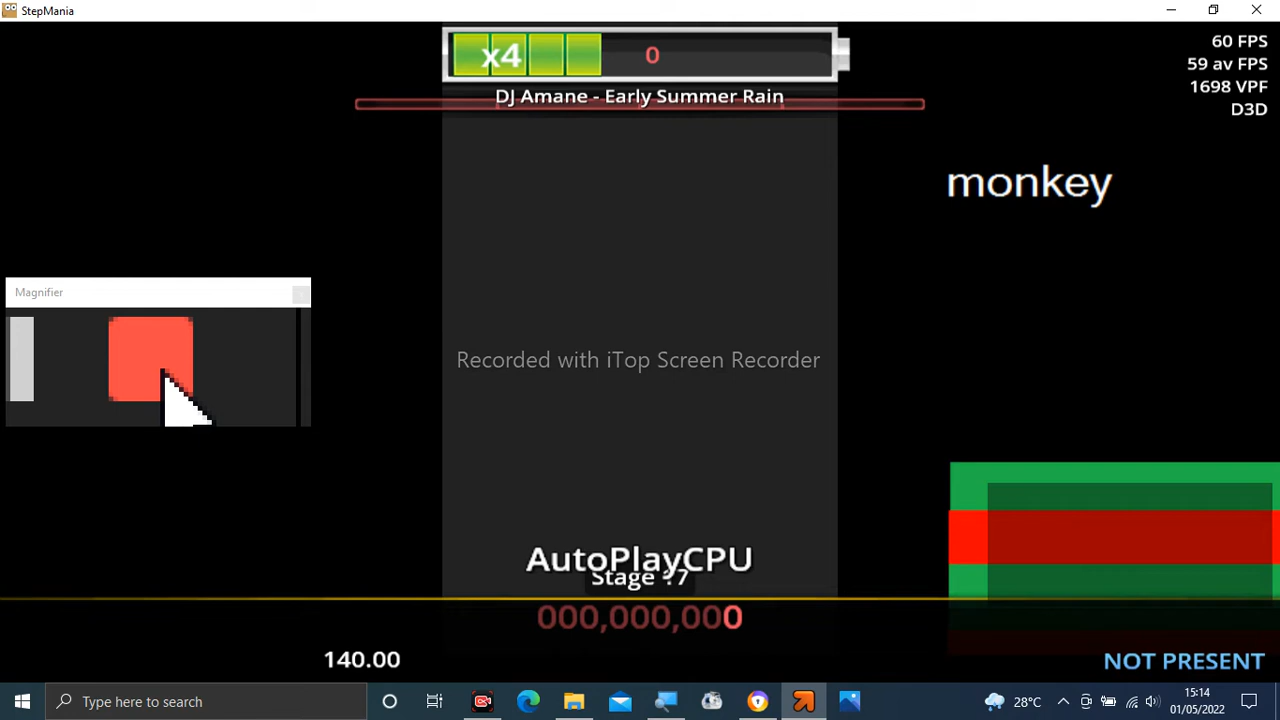 StepMania
60 FPS
59 av FPS
1698 VPF
D3D
x4
0
DJ Amane - Early Summer Rain
monkey
Magnifier
Recorded with iTop Screen Recorder
AutoPlayCPU
Stage 17
000,000,000
140.00
NOT PRESENT
Type here to search
28°C
15:14
01/05/2022